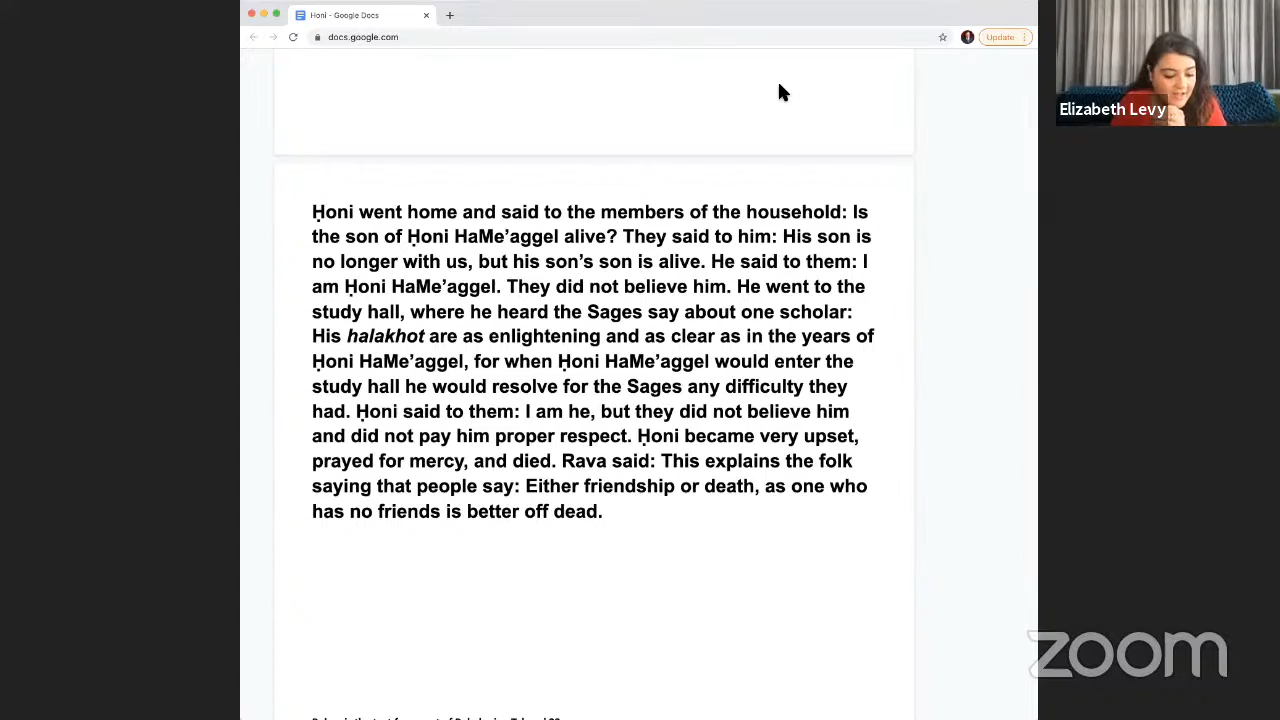 Honi - Google Docs
docs.google.com
Update
Elizabeth Levy
Ḥoni went home and said to the members of the household: Is
the son of Ḥoni HaMe’aggel alive? They said to him: His son is
no longer with us, but his son’s son is alive. He said to them: I
am Ḥoni HaMe’aggel. They did not believe him. He went to the
study hall, where he heard the Sages say about one scholar:
His halakhot are as enlightening and as clear as in the years of
Ḥoni HaMe’aggel, for when Ḥoni HaMe’aggel would enter the
study hall he would resolve for the Sages any difficulty they
had. Ḥoni said to them: I am he, but they did not believe him
and did not pay him proper respect. Ḥoni became very upset,
prayed for mercy, and died. Rava said: This explains the folk
saying that people say: Either friendship or death, as one who
has no friends is better off dead.
zoom